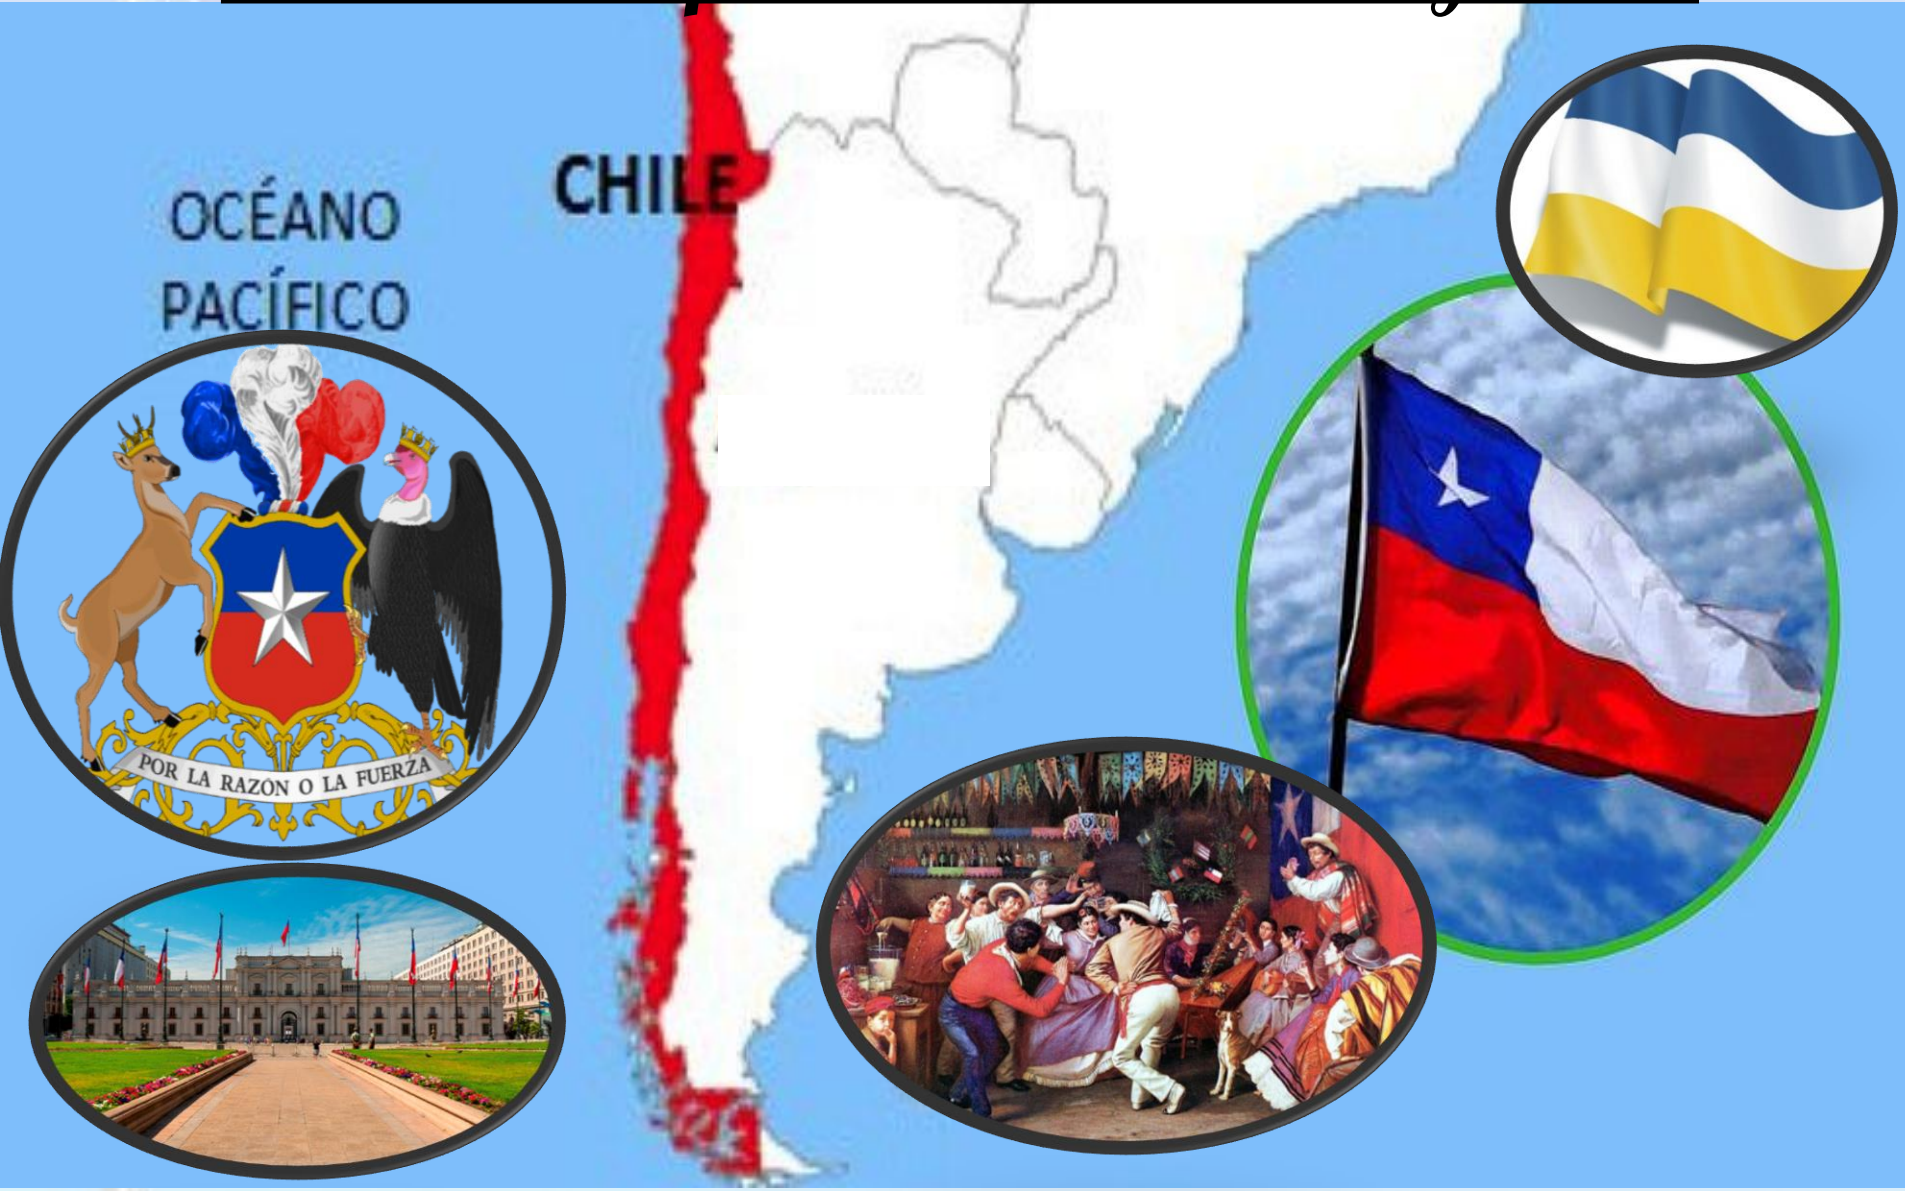 CHILE
OCÉANO
PACÍFICO
POR LA RAZÓN O LA FUERZA